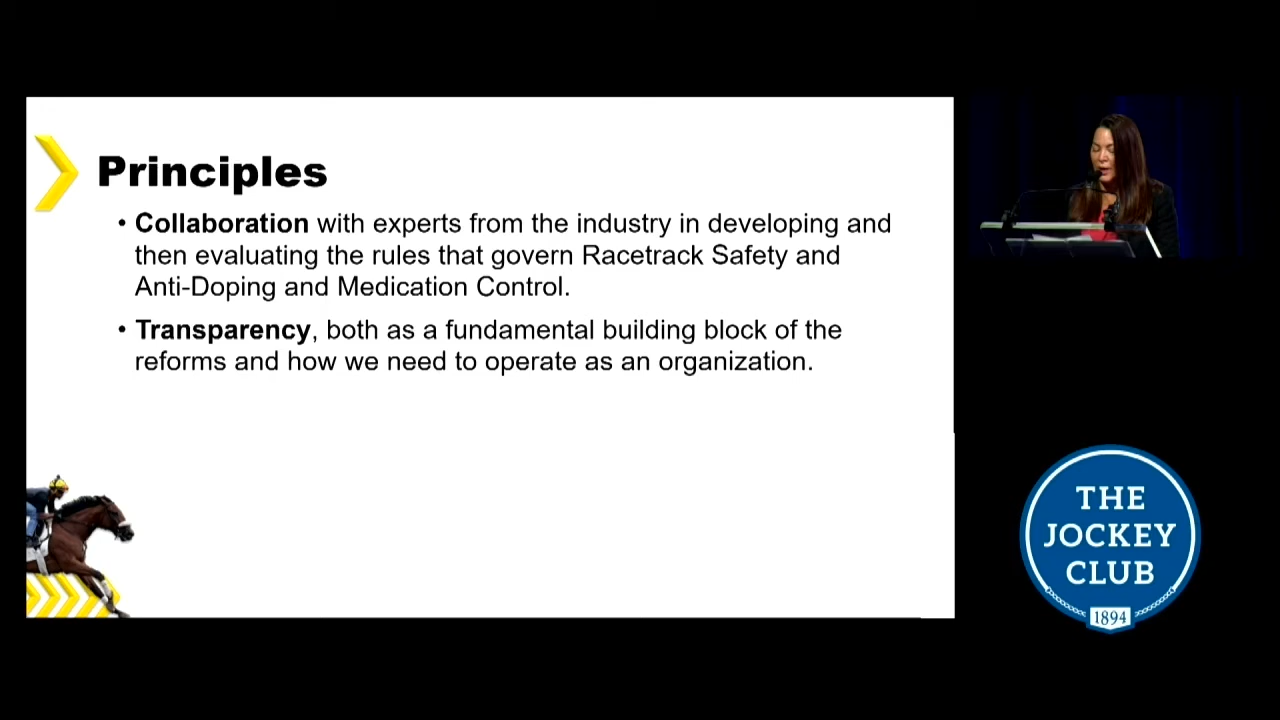 Principles
• Collaboration with experts from the industry in developing and
then evaluating the rules that govern Racetrack Safety and
Anti-Doping and Medication Control.
• Transparency, both as a fundamental building block of the
reforms and how we need to operate as an organization.
THE
JOCKEY
CLUB
1894